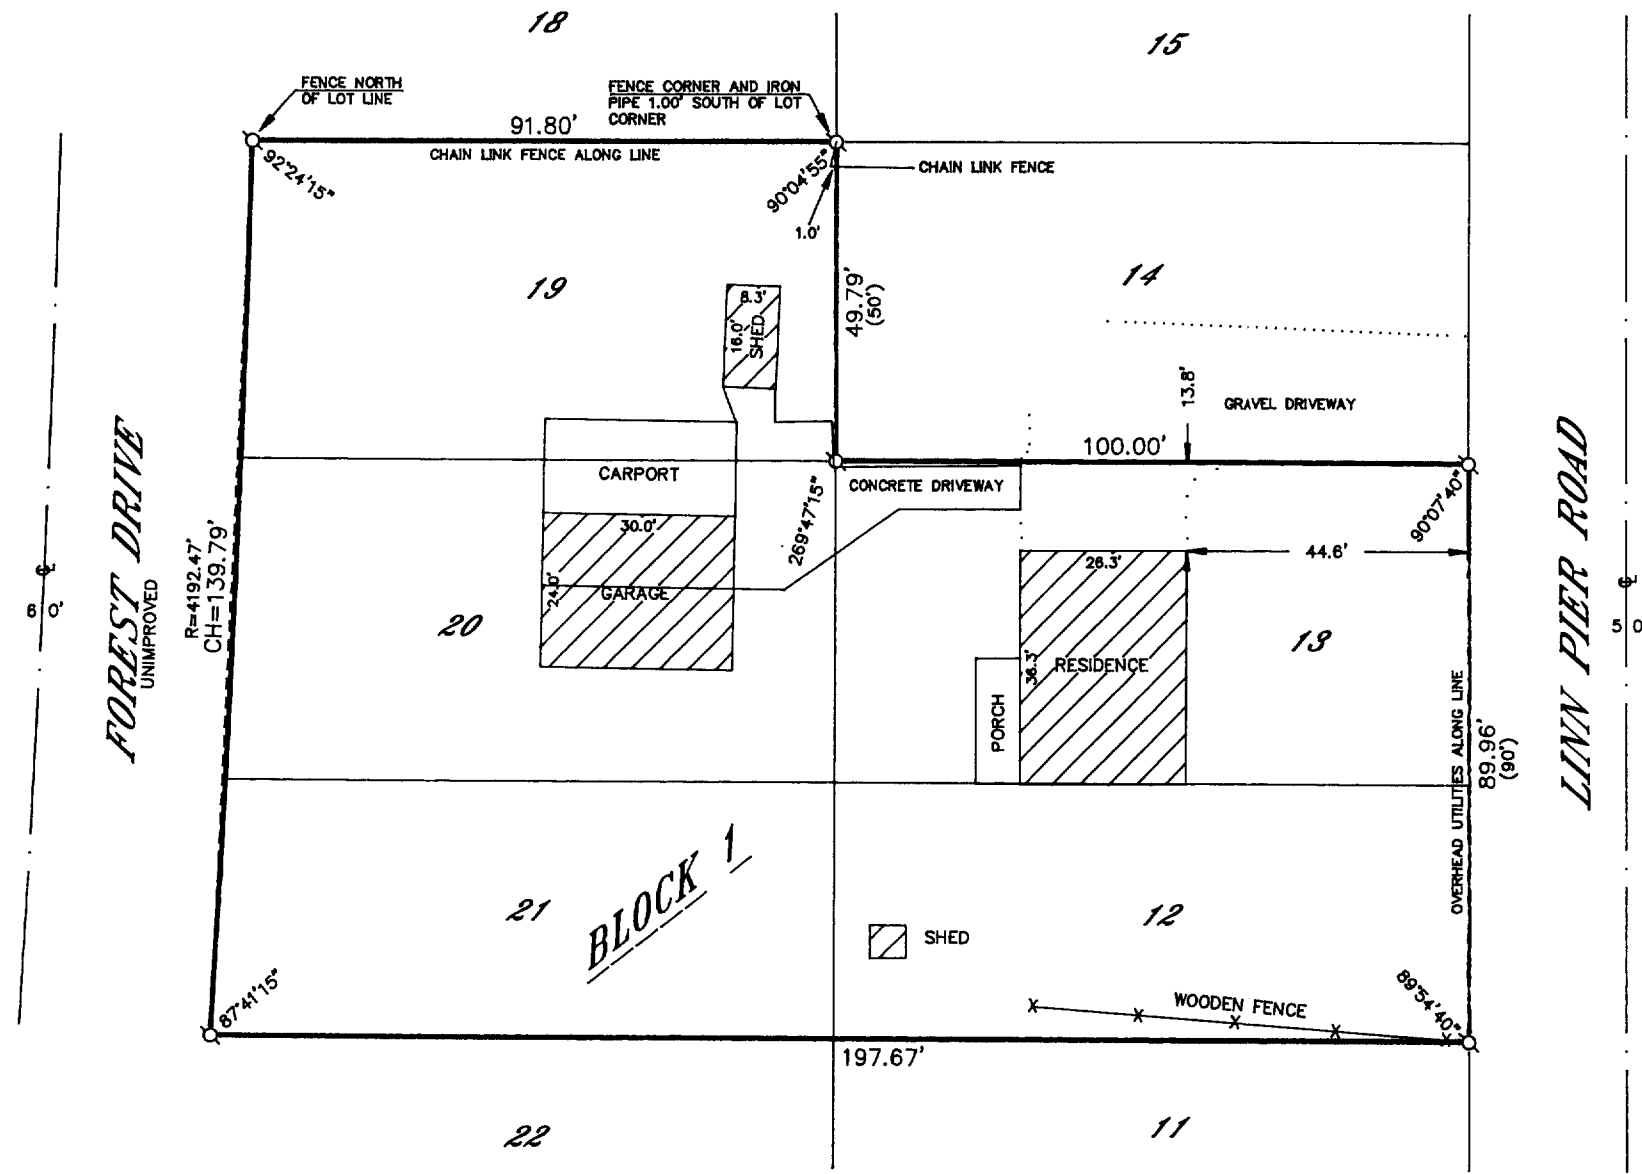 18
15
FENCE NORTH
OF LOT LINE
FENCE CORNER AND IRON
PIPE 1.00' SOUTH OF LOT
CORNER
91.80'
CHAIN LINK FENCE ALONG LINE
92°24'15"
90°04'55"
CHAIN LINK FENCE
1.0'
19
14
49.79'
(50')
8.3'
16.0'
SHED
13.8'
GRAVEL DRIVEWAY
100.00'
CARPORT
CONCRETE DRIVEWAY
269°47'15"
90°07'40"
30.0'
24.0'
GARAGE
26.3'
44.6'
FOREST DRIVE
UNIMPROVED
R=4192.47'
CH=139.79'
60'
20
36.3'
RESIDENCE
PORCH
13
OVERHEAD UTILITIES ALONG LINE
89.96'
(90')
LINN PIER ROAD
5 0
21
BLOCK 1
12
SHED
87°41'15"
WOODEN FENCE
89°54'40"
197.67'
22
11